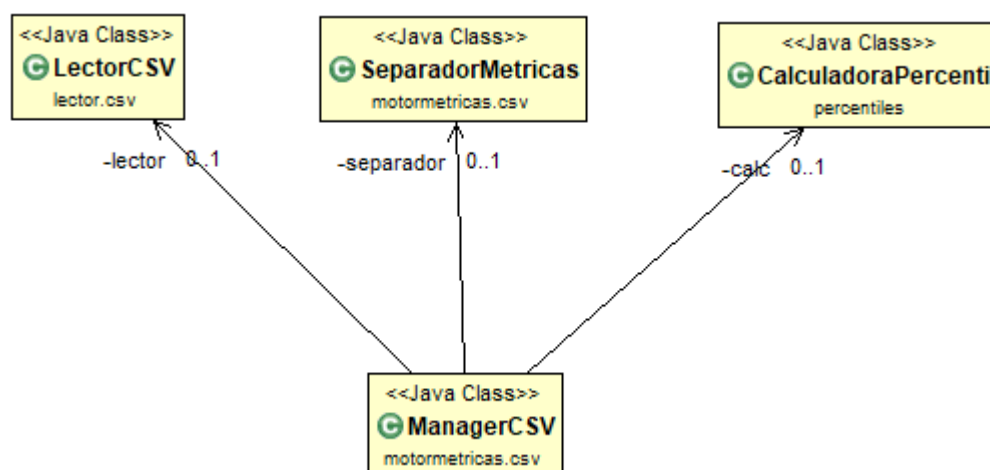 <<Java Class>>
LectorCSV
lector.csv
<<Java Class>>
SeparadorMetricas
motormetricas.csv
<<Java Class>>
CalculadoraPercenti
percentiles
-lector 0..1
-separador 0..1
-calc 0..1
<<Java Class>>
ManagerCSV
motormetricas.csv